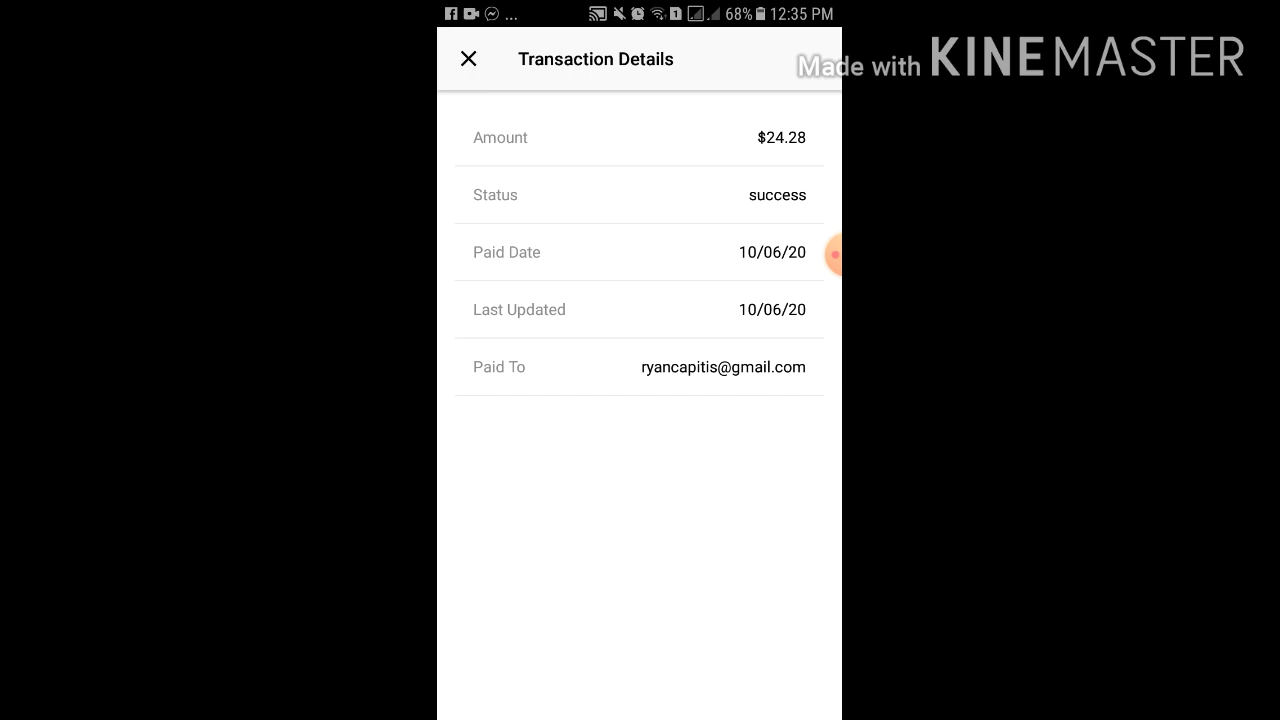 ... 1 68% 12:35 PM
Transaction Details
Made with KINEMASTER
Amount $24.28
Status success
Paid Date 10/06/20
Last Updated 10/06/20
Paid To ryancapitis@gmail.com